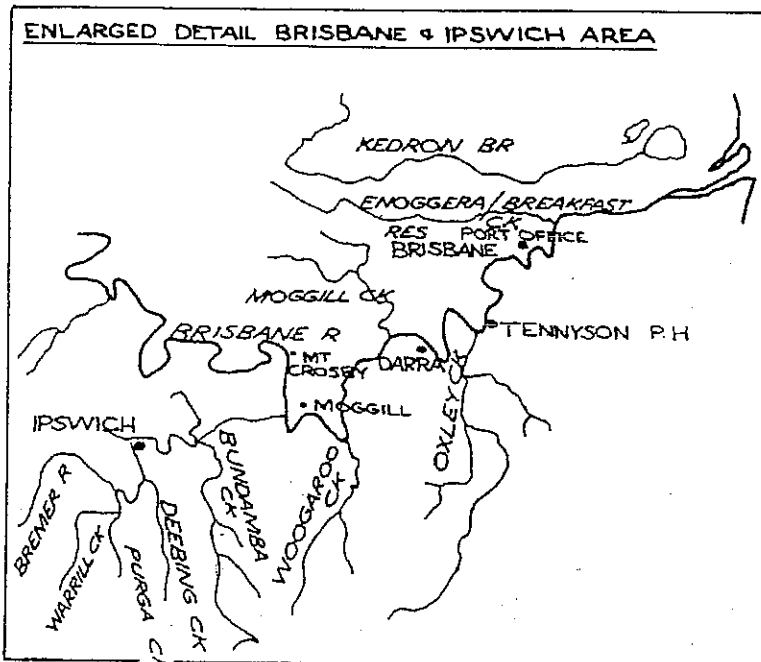 ENLARGED DETAIL BRISBANE & IPSWICH AREA
KEDRON BR
ENOGGERA/BREAKFAST
CK
RES
PORT OFFICE
BRISBANE
MOGGILL CK
BRISBANE R
TENNYSON P.H
MT
CROSBY
DARRA
MOGGILL
OXLEY CK
IPSWICH
BUNDAMBA
CK
WOOGAROO
CK
BREMER R
WARRILL CK
PURGA
DEEBING CK